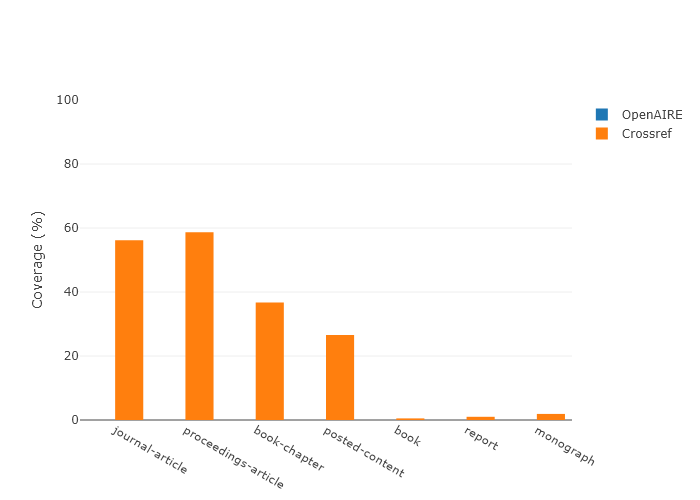 100
80
60
40
20
0
Coverage (%)
journal-article
proceedings-article
book-chapter
posted-content
book
report
monograph
OpenAIRE
Crossref